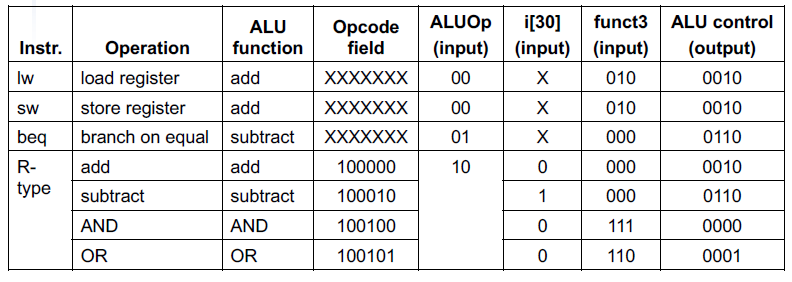 Instr. Operation ALU function Opcode field ALUOp (input) i[30] (input) funct3 (input) ALU control (output)
lw load register add XXXXXXX 00 X 010 0010
sw store register add XXXXXXX 00 X 010 0010
beq branch on equal subtract XXXXXXX 01 X 000 0110
R-type add add 100000 10 0 000 0010
subtract subtract 100010 1 000 0110
AND AND 100100 0 111 0000
OR OR 100101 0 110 0001